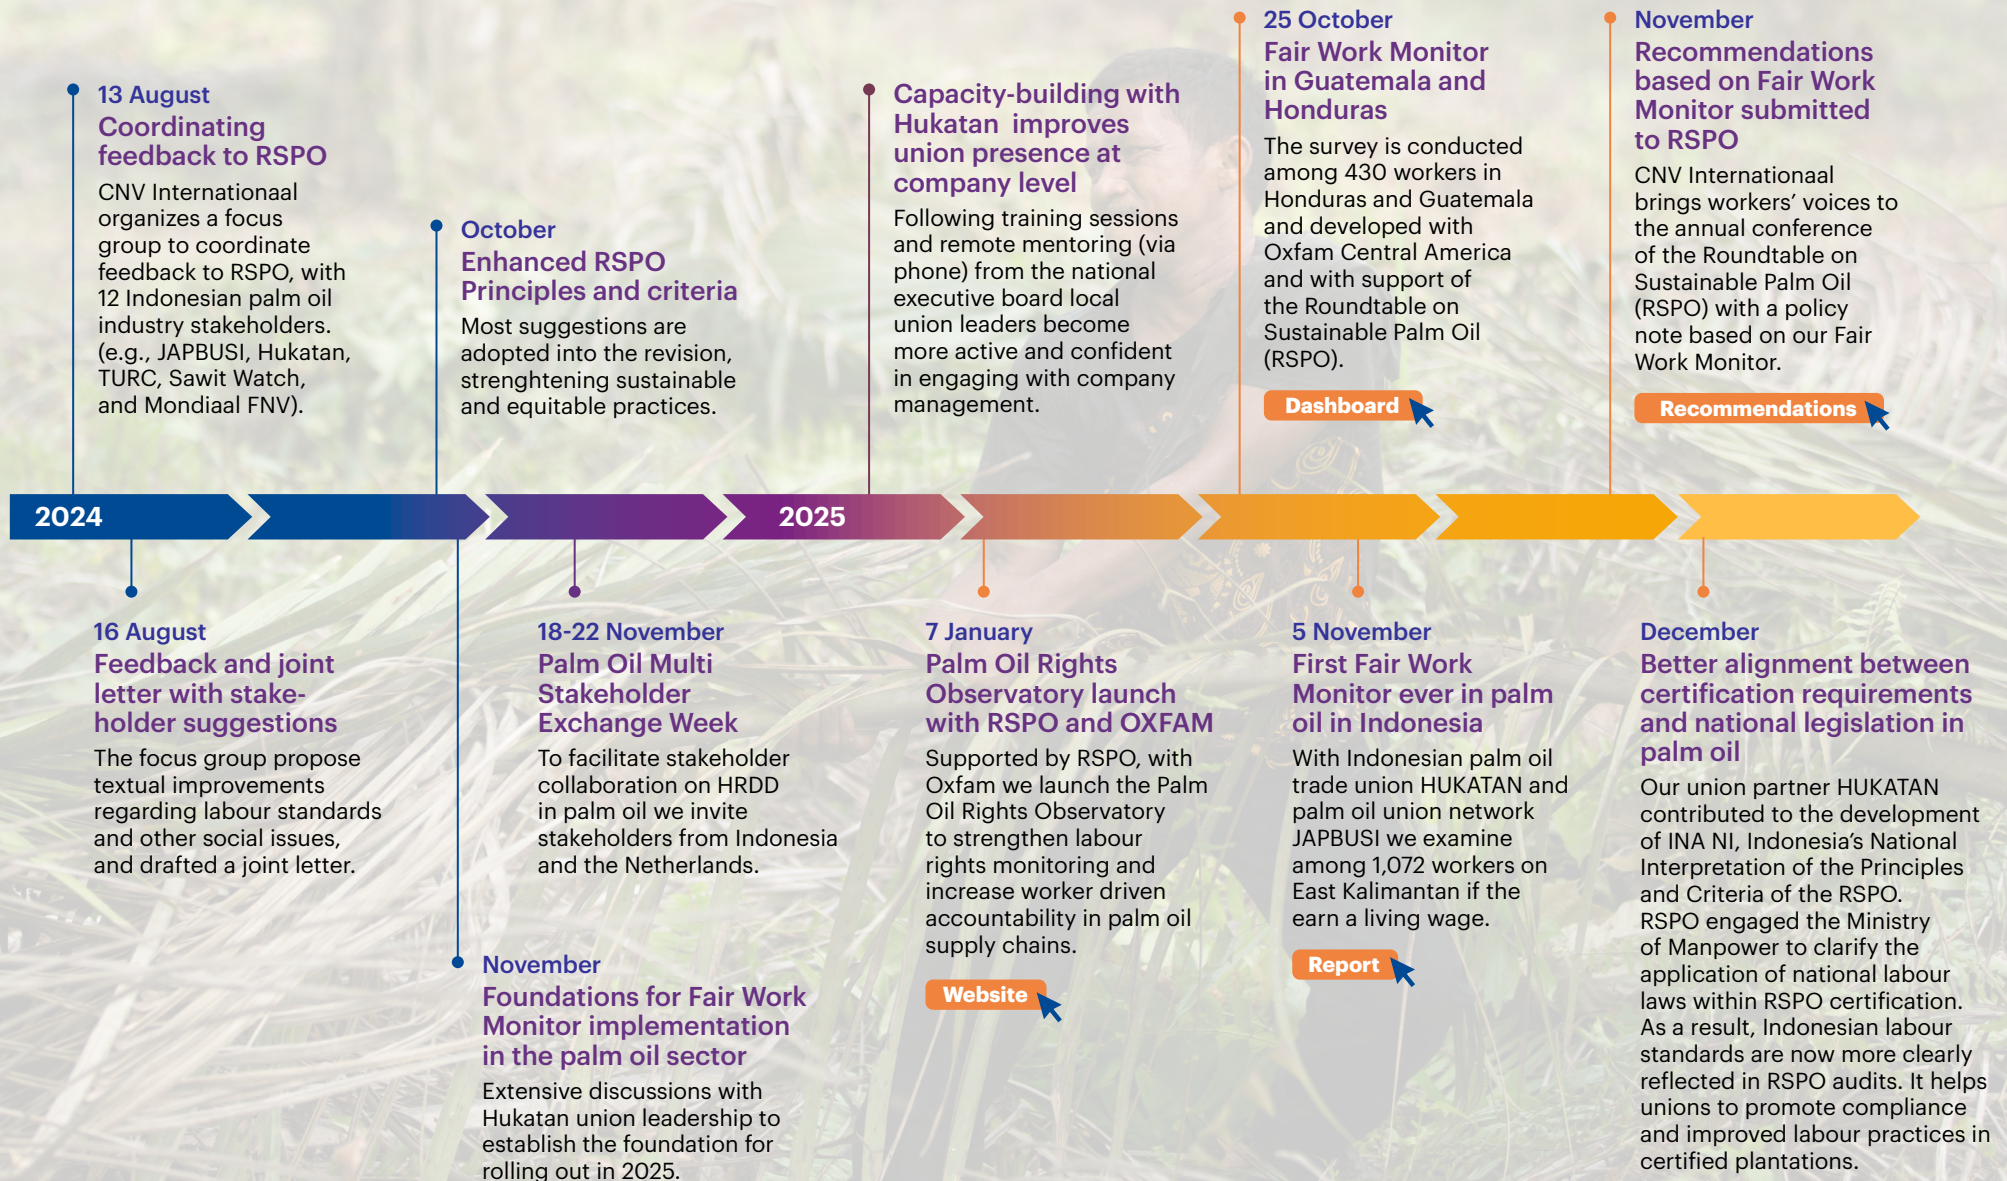 13 August
Coordinating
feedback to RSPO
CNV Internationaal
organizes a focus
group to coordinate
feedback to RSPO, with
12 Indonesian palm oil
industry stakeholders.
(e.g., JAPBUSI, Hukatan,
TURC, Sawit Watch,
and Mondiaal FNV).
October
Enhanced RSPO
Principles and criteria
Most suggestions are
adopted into the revision,
strenghtening sustainable
and equitable practices.
Capacity-building with
Hukatan improves
union presence at
company level
Following training sessions
and remote mentoring (via
phone) from the national
executive board local
union leaders become
more active and confident
in engaging with company
management.
25 October
Fair Work Monitor
in Guatemala and
Honduras
The survey is conducted
among 430 workers in
Honduras and Guatemala
and developed with
Oxfam Central America
and with support of
the Roundtable on
Sustainable Palm Oil
(RSPO).
Dashboard
November
Recommendations
based on Fair Work
Monitor submitted
to RSPO
CNV Internationaal
brings workers’ voices to
the annual conference
of the Roundtable on
Sustainable Palm Oil
(RSPO) with a policy
note based on our Fair
Work Monitor.
Recommendations
2024
2025
16 August
Feedback and joint
letter with stake-
holder suggestions
The focus group propose
textual improvements
regarding labour standards
and other social issues,
and drafted a joint letter.
18-22 November
Palm Oil Multi
Stakeholder
Exchange Week
To facilitate stakeholder
collaboration on HRDD
in palm oil we invite
stakeholders from Indonesia
and the Netherlands.
November
Foundations for Fair Work
Monitor implementation
in the palm oil sector
Extensive discussions with
Hukatan union leadership to
establish the foundation for
rolling out in 2025.
7 January
Palm Oil Rights
Observatory launch
with RSPO and OXFAM
Supported by RSPO, with
Oxfam we launch the Palm
Oil Rights Observatory
to strengthen labour
rights monitoring and
increase worker driven
accountability in palm oil
supply chains.
Website
5 November
First Fair Work
Monitor ever in palm
oil in Indonesia
With Indonesian palm oil
trade union HUKATAN and
palm oil union network
JAPBUSI we examine
among 1,072 workers on
East Kalimantan if the
earn a living wage.
Report
December
Better alignment between
certification requirements
and national legislation in
palm oil
Our union partner HUKATAN
contributed to the development
of INA NI, Indonesia’s National
Interpretation of the Principles
and Criteria of the RSPO.
RSPO engaged the Ministry
of Manpower to clarify the
application of national labour
laws within RSPO certification.
As a result, Indonesian labour
standards are now more clearly
reflected in RSPO audits. It helps
unions to promote compliance
and improved labour practices in
certified plantations.